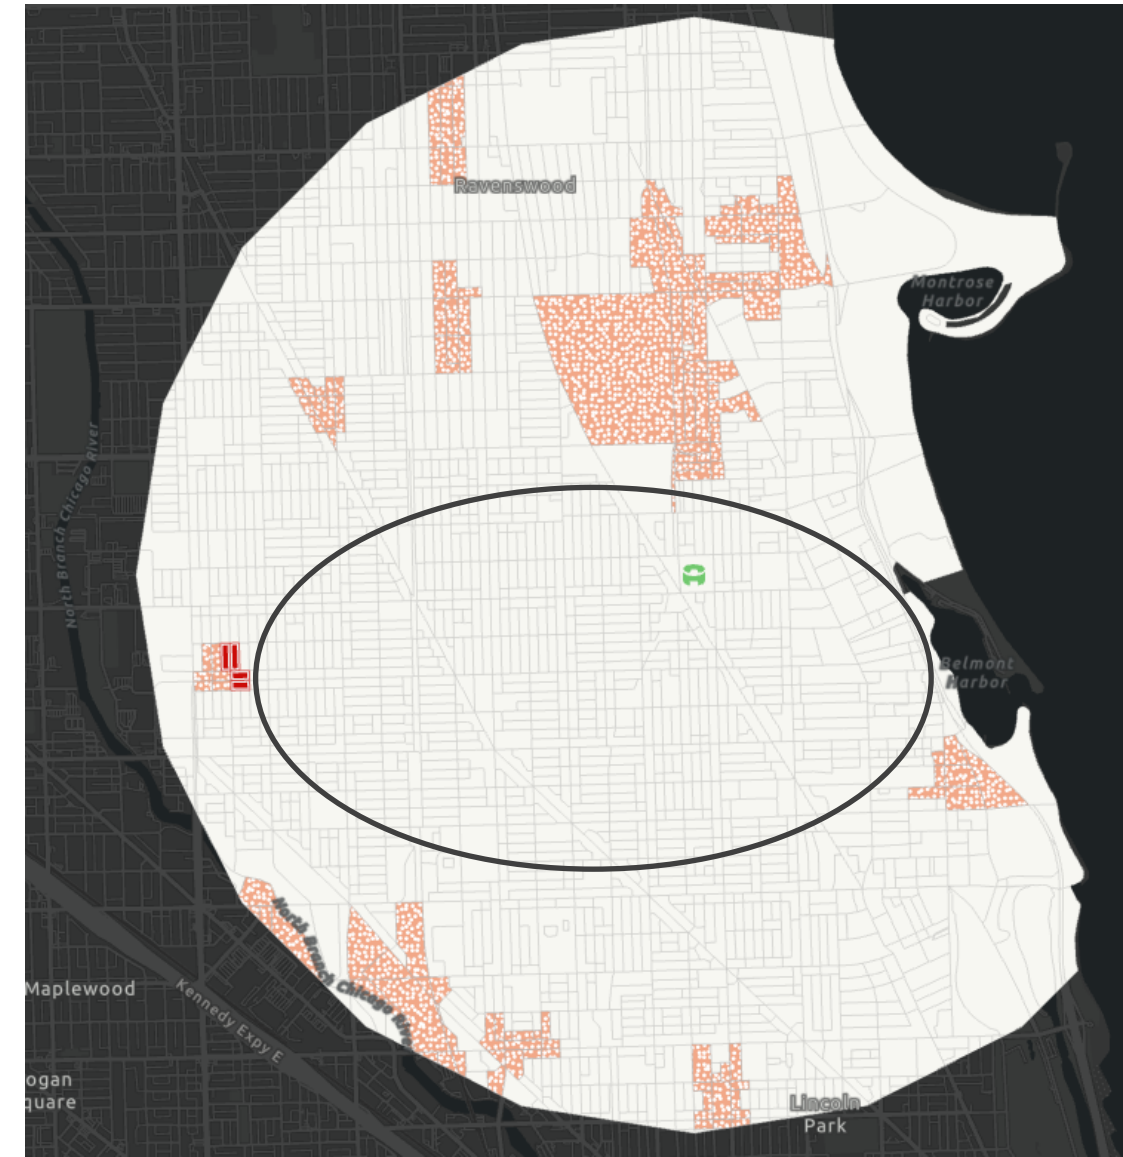 Ravenswood
Montrose
Harbor
North Branch Chicago River
Belmont
Harbor
North Branch Chicago River
Maplewood
Kennedy Expy E
ogan
quare
Lincoln
Park